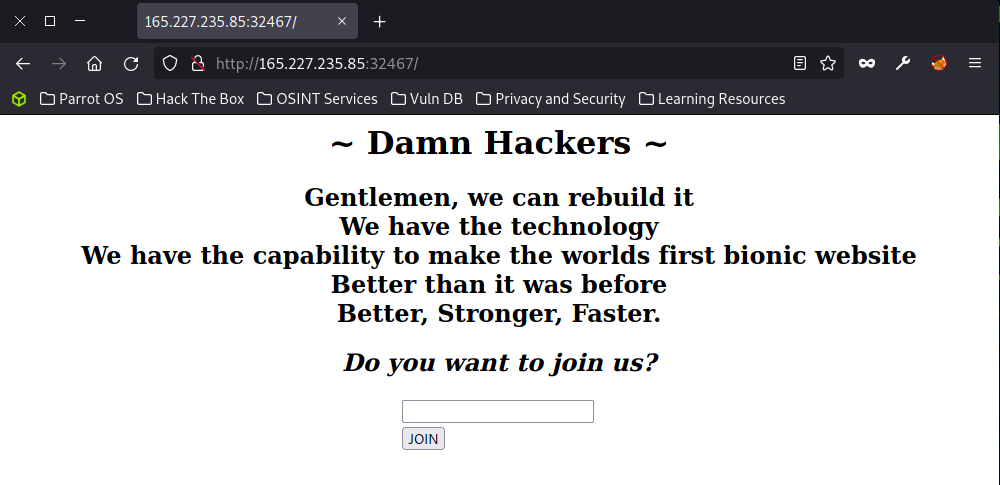 165.227.235.85:32467/
http://165.227.235.85:32467/
Parrot OS Hack The Box OSINT Services Vuln DB Privacy and Security Learning Resources
~ Damn Hackers ~
Gentlemen, we can rebuild it
We have the technology
We have the capability to make the worlds first bionic website
Better than it was before
Better, Stronger, Faster.
Do you want to join us?
JOIN